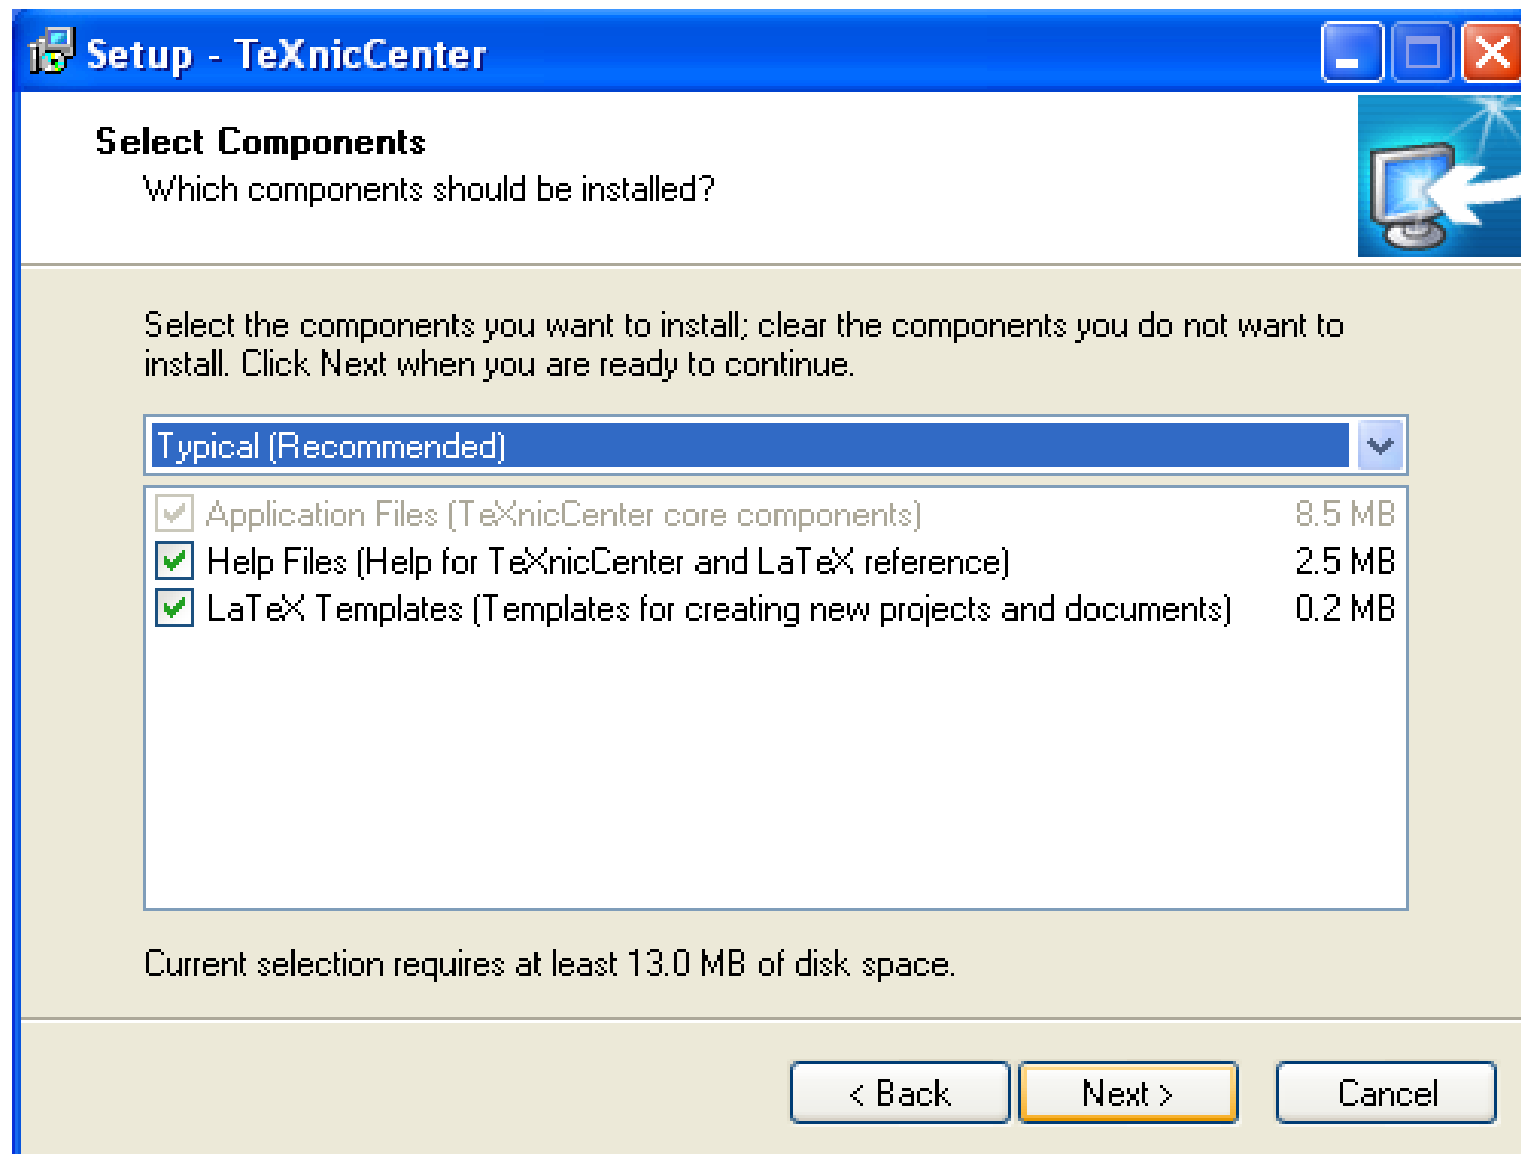 Setup - TeXnicCenter
Select Components
Which components should be installed?
Select the components you want to install; clear the components you do not want to
install. Click Next when you are ready to continue.
Typical (Recommended)
Application Files (TeXnicCenter core components) 8.5 MB
Help Files (Help for TeXnicCenter and LaTeX reference) 2.5 MB
LaTeX Templates (Templates for creating new projects and documents) 0.2 MB
Current selection requires at least 13.0 MB of disk space.
< Back Next > Cancel